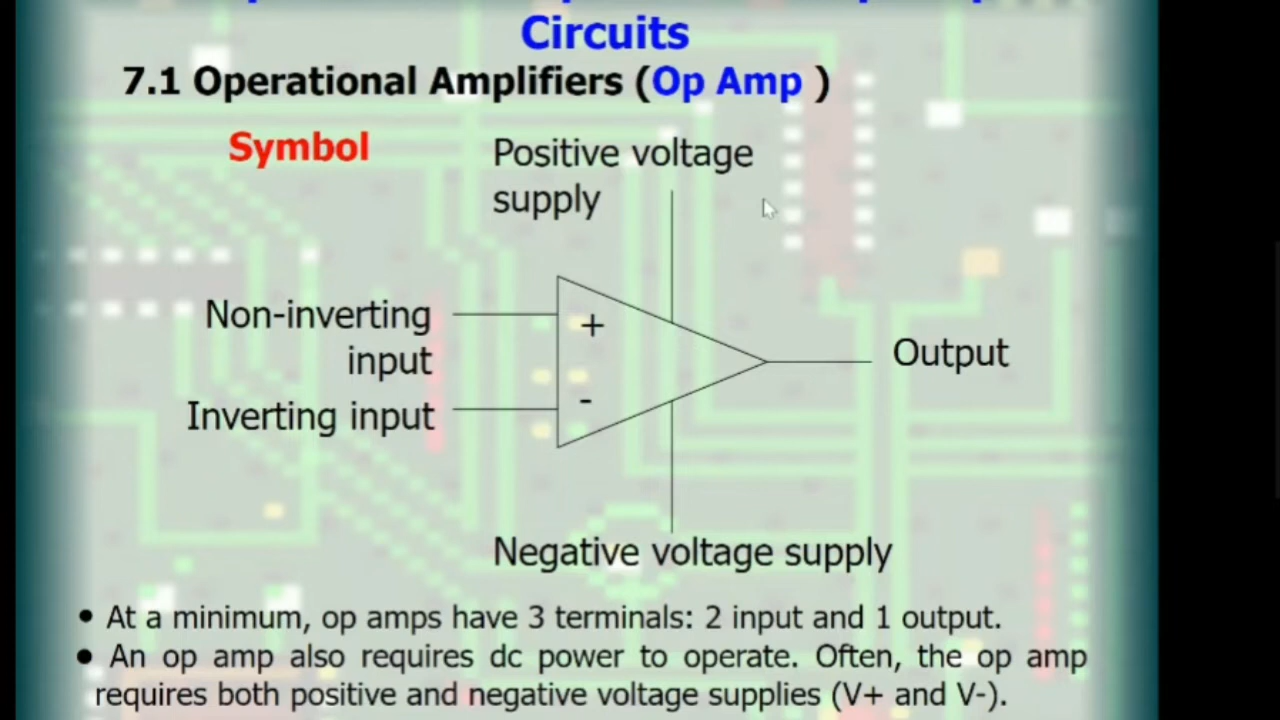 Circuits
7.1 Operational Amplifiers (Op Amp )
Symbol
Positive voltage
supply
Non-inverting
input
Inverting input
+
-
Output
Negative voltage supply
• At a minimum, op amps have 3 terminals: 2 input and 1 output.
• An op amp also requires dc power to operate. Often, the op amp
requires both positive and negative voltage supplies (V+ and V-).